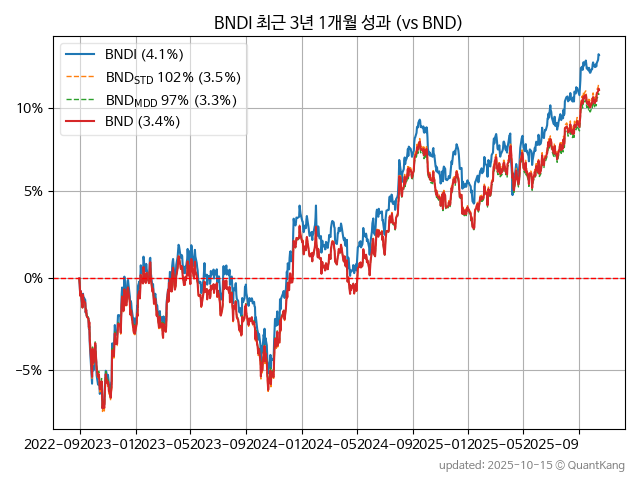 BNDI 최근 3년 1개월 성과 (vs BND)
BNDI (4.1%)
BND_STD 102% (3.5%)
BND_MDD 97% (3.3%)
BND (3.4%)
10%
5%
0%
−5%
2022-09 2023-01 2023-05 2023-09 2024-01 2024-05 2024-09 2025-01 2025-05 2025-09
updated: 2025-10-15 ⓒ QuantKang